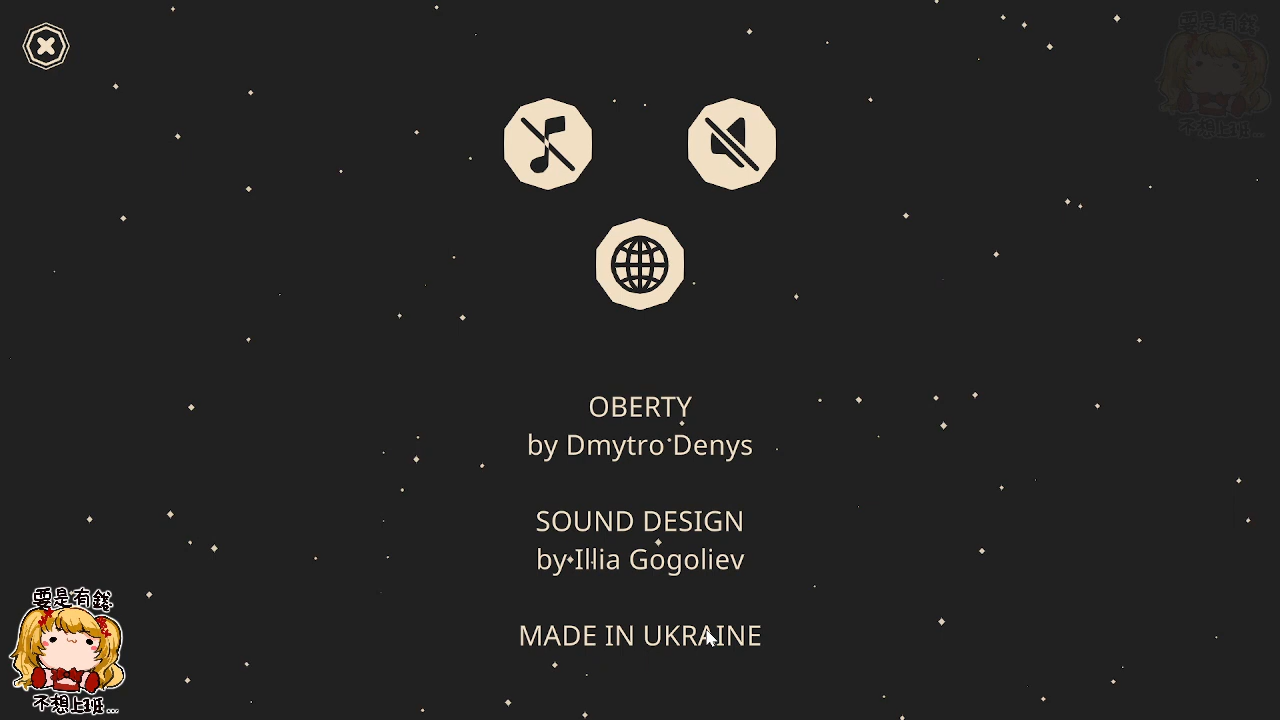 要是有錢
不想上班...
OBERTY
by Dmytro Denys
SOUND DESIGN
by Illia Gogoliev
MADE IN UKRAINE
要是有錢
不想上班...